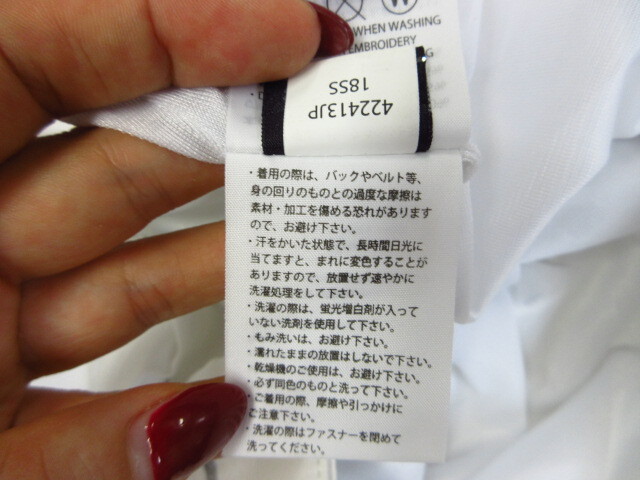 WHEN WASHING
EMBROIDERY
422413JP
18SS
・着用の際は、バックやベルト等、
身の回りのものとの過度な摩擦は
素材・加工を傷める恐れがあります
ので、お避け下さい。
・汗をかいた状態で、長時間日光に
当てますと、まれに変色することが
ありますので、放置せず速やかに
洗濯処理をして下さい。
・洗濯の際は、蛍光増白剤が入って
いない洗剤を使用して下さい。
・もみ洗いは、お避け下さい。
・濡れたままの放置はしないで下さい。
・乾燥機のご使用は、お避け下さい。
・必ず同色のものと洗って下さい。
・ご着用の際、摩擦や引っかけに
ご注意下さい。
・洗濯の際はファスナーを閉めて
洗ってください。